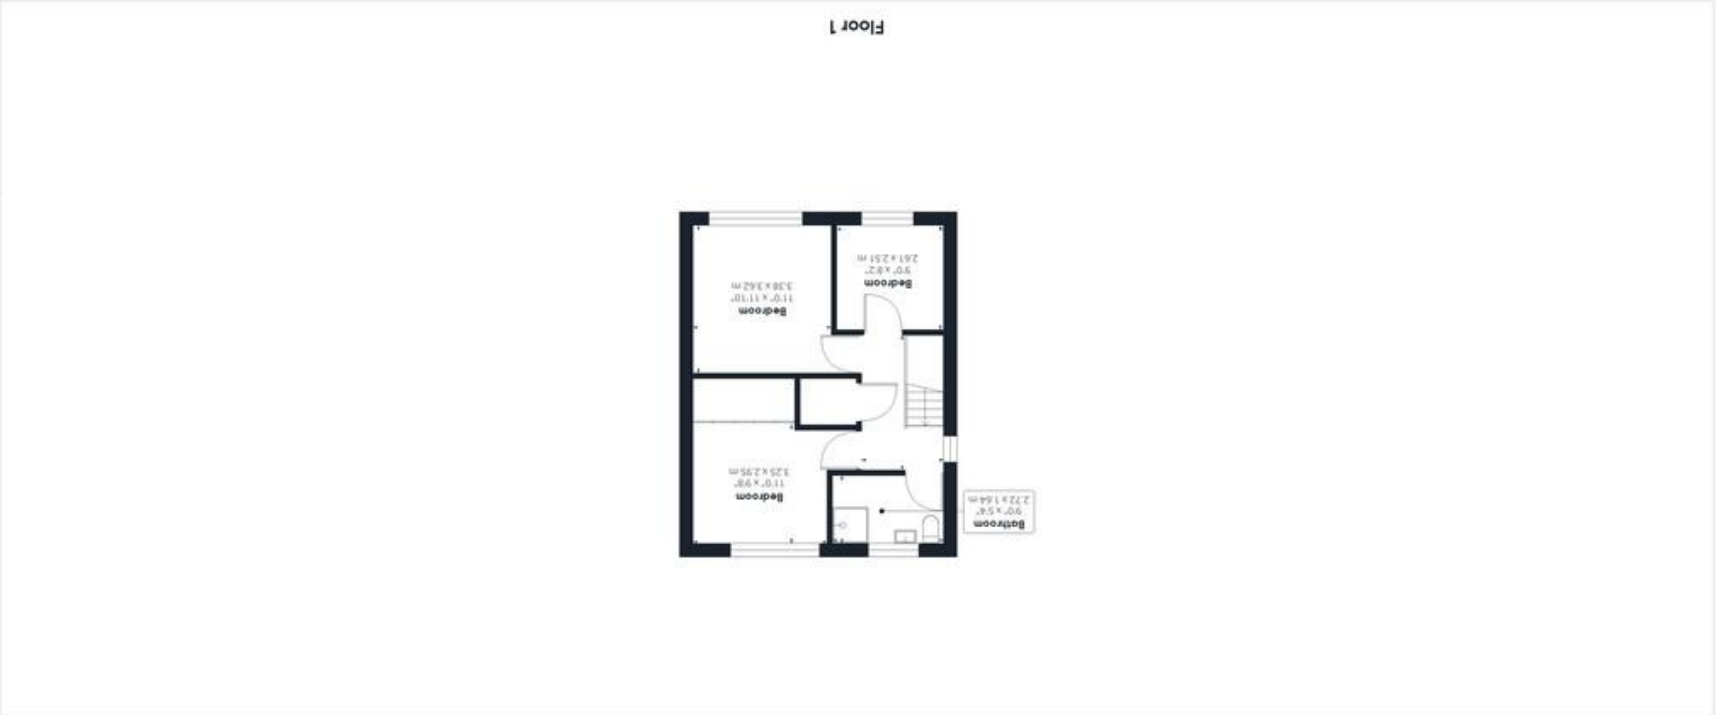 Bathroom
9'0" x 5'4"
2.72 x 1.64 m
Bedroom
11'0" x 9'8"
3.25 x 2.95 m
Bedroom
11'0" x 11'10"
3.38 x 3.62 m
Bedroom
9'0" x 8'2"
2.61 x 2.51 m
Floor 1